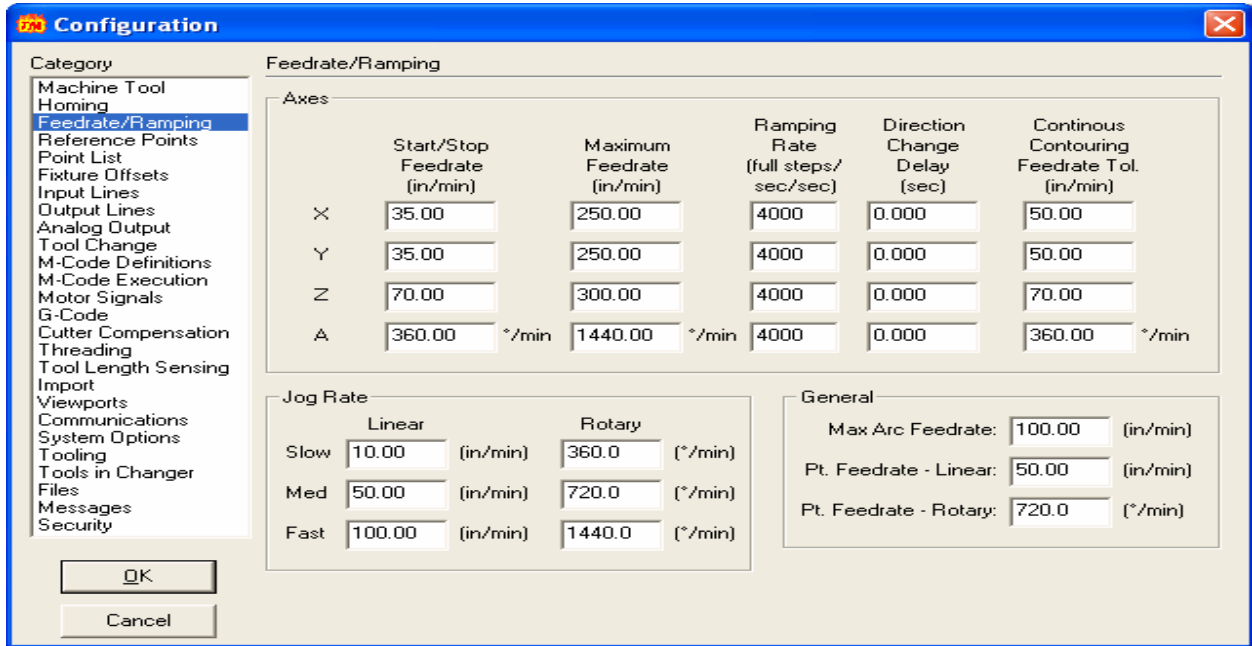 Configuration
Category
Machine Tool
Homing
Feedrate/Ramping
Reference Points
Point List
Fixture Offsets
Input Lines
Output Lines
Analog Output
Tool Change
M-Code Definitions
M-Code Execution
Motor Signals
G-Code
Cutter Compensation
Threading
Tool Length Sensing
Import
Viewports
Communications
System Options
Tooling
Tools in Changer
Files
Messages
Security
OK
Cancel
Feedrate/Ramping
Axes
Start/Stop Feedrate (in/min) Maximum Feedrate (in/min) Ramping Rate (full steps/ sec/sec) Direction Change Delay (sec) Continous Contouring Feedrate Tol. (in/min)
X 35.00 250.00 4000 0.000 50.00
Y 35.00 250.00 4000 0.000 50.00
Z 70.00 300.00 4000 0.000 70.00
A 360.00 °/min 1440.00 °/min 4000 0.000 360.00 °/min
Jog Rate
Linear Rotary
Slow 10.00 (in/min) 360.0 (°/min)
Med 50.00 (in/min) 720.0 (°/min)
Fast 100.00 (in/min) 1440.0 (°/min)
General
Max Arc Feedrate: 100.00 (in/min)
Pt. Feedrate - Linear: 50.00 (in/min)
Pt. Feedrate - Rotary: 720.0 (°/min)